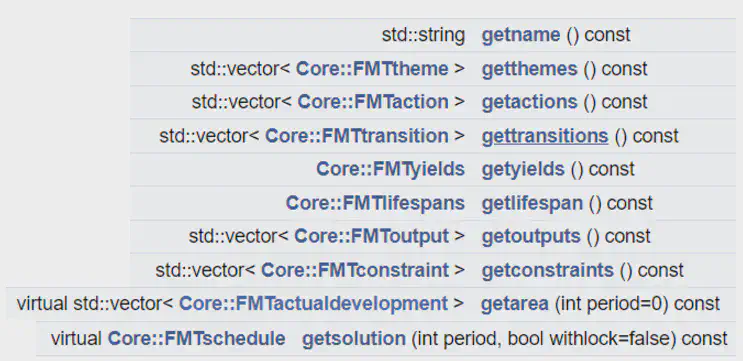 std::string getname () const
std::vector< Core::FMTtheme > getthemes () const
std::vector< Core::FMTaction > getactions () const
std::vector< Core::FMTtransition > gettransitions () const
Core::FMTyields getyields () const
Core::FMTlifespans getlifespan () const
std::vector< Core::FMToutput > getoutputs () const
std::vector< Core::FMTconstraint > getconstraints () const
virtual std::vector< Core::FMTactualdevelopment > getarea (int period=0) const
virtual Core::FMTschedule getsolution (int period, bool withlock=false) const